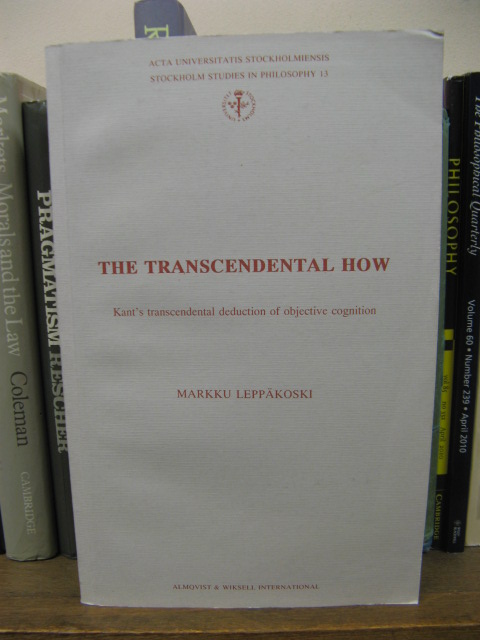 ACTA UNIVERSITATIS STOCKHOLMIENSIS
STOCKHOLM STUDIES IN PHILOSOPHY 13
THE TRANSCENDENTAL HOW
Kant's transcendental deduction of objective cognition
MARKKU LEPPÄKOSKI
ALMQVIST & WIKSELL INTERNATIONAL
Markets, Morals and the Law Coleman
CAMBRIDGE
PRAGMATISM RESCHER
PHILOSOPHY
CAMBRIDGE
The Philosophical Quarterly
Volume 60 • Number 239 • April 2010